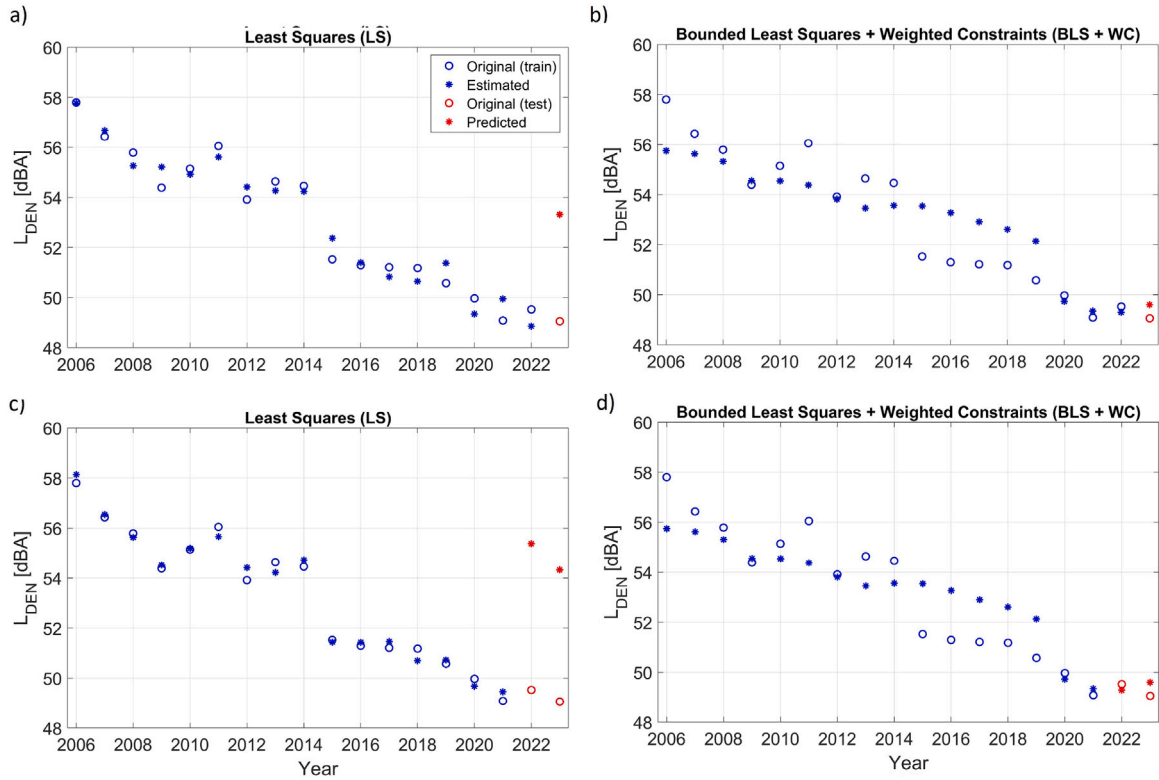 a)
Least Squares (LS)
60
58
56
54
52
50
48
L_DEN [dBA]
2006 2008 2010 2012 2014 2016 2018 2020 2022
Original (train)
Estimated
Original (test)
Predicted
b)
Bounded Least Squares + Weighted Constraints (BLS + WC)
60
58
56
54
52
50
48
L_DEN [dBA]
2006 2008 2010 2012 2014 2016 2018 2020 2022
c)
Least Squares (LS)
60
58
56
54
52
50
48
L_DEN [dBA]
2006 2008 2010 2012 2014 2016 2018 2020 2022
Year
d)
Bounded Least Squares + Weighted Constraints (BLS + WC)
60
58
56
54
52
50
48
L_DEN [dBA]
2006 2008 2010 2012 2014 2016 2018 2020 2022
Year